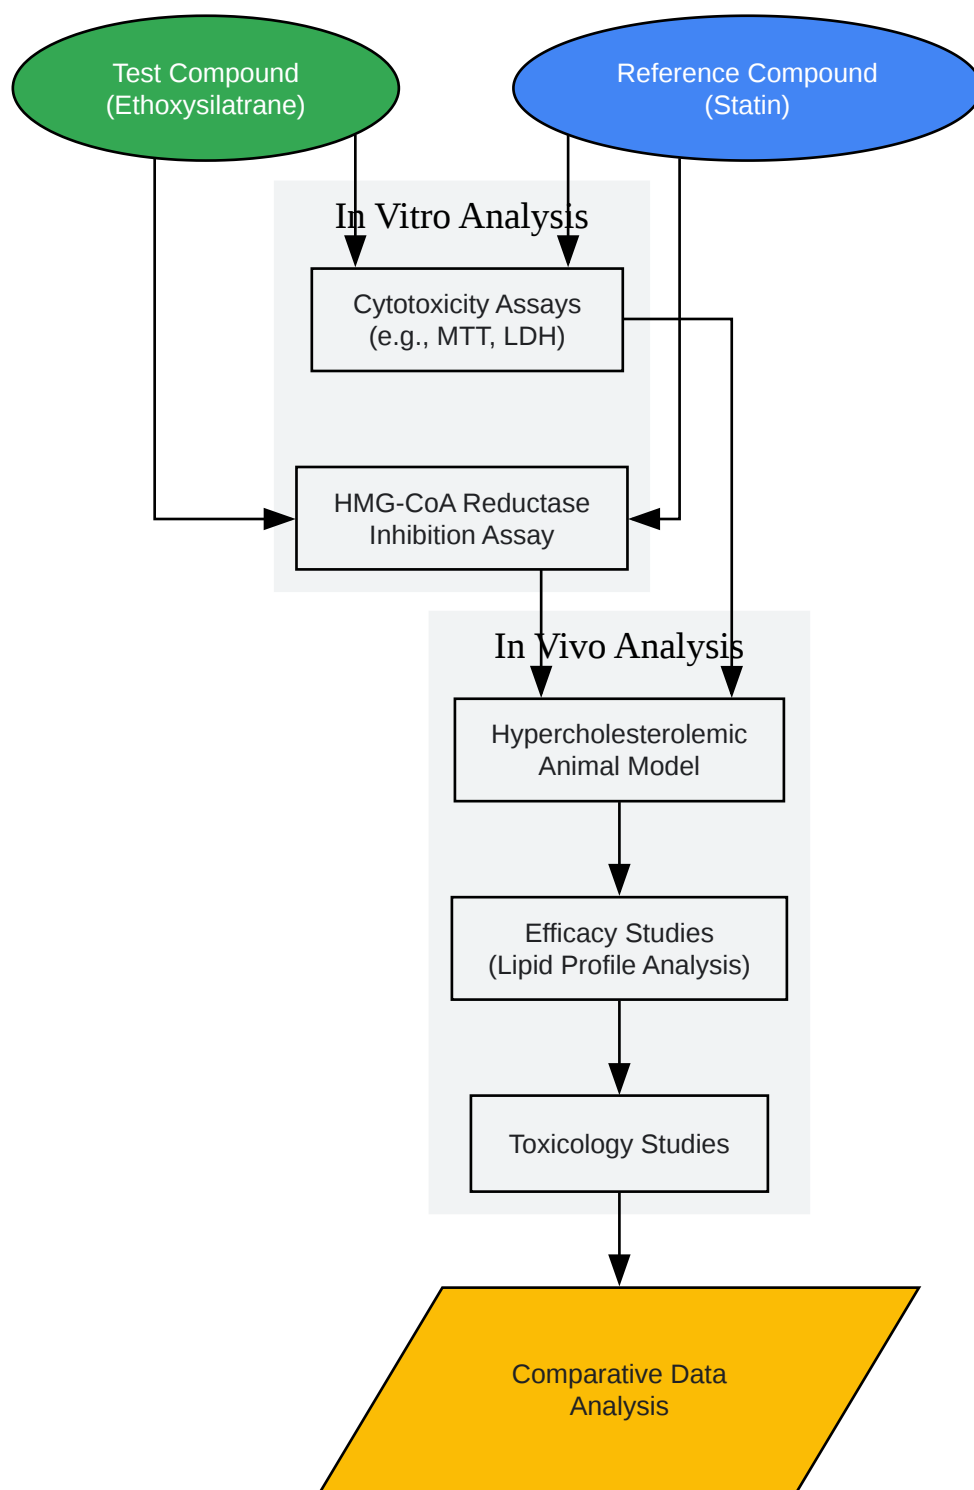 Test Compound
(Ethoxysilatrane)
Reference Compound
(Statin)
In Vitro Analysis
Cytotoxicity Assays
(e.g., MTT, LDH)
HMG-CoA Reductase
Inhibition Assay
In Vivo Analysis
Hypercholesterolemic
Animal Model
Efficacy Studies
(Lipid Profile Analysis)
Toxicology Studies
Comparative Data
Analysis